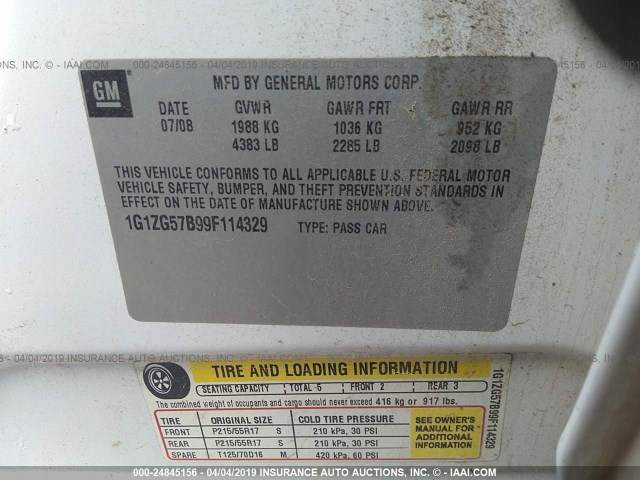 000-24845156 - 04/04/2019 INSURANCE AUTO AUCTIONS, INC. - IAAI.COM
GM
MFD BY GENERAL MOTORS CORP.
DATE GVWR GAWR FRT GAWR RR
07/08 1988 KG 1036 KG 952 KG
4383 LB 2285 LB 2098 LB
THIS VEHICLE CONFORMS TO ALL APPLICABLE U.S. FEDERAL MOTOR
VEHICLE SAFETY, BUMPER, AND THEFT PREVENTION STANDARDS IN
EFFECT ON THE DATE OF MANUFACTURE SHOWN ABOVE.
1G1ZG57B99F114329 TYPE: PASS CAR
TIRE AND LOADING INFORMATION
SEATING CAPACITY TOTAL 5 FRONT 2 REAR 3
The combined weight of occupants and cargo should never exceed 416 kg or 917 lbs.
TIRE ORIGINAL SIZE COLD TIRE PRESSURE
FRONT P215/55R17 S 210 kPa, 30 PSI
REAR P215/55R17 S 210 kPa, 30 PSI
SPARE T125/70D16 M 420 kPa, 60 PSI
SEE OWNER'S
MANUAL FOR
ADDITIONAL
INFORMATION
1G1ZG57B99F114329
000-24845156 - 04/04/2019 INSURANCE AUTO AUCTIONS, INC. - IAAI.COM